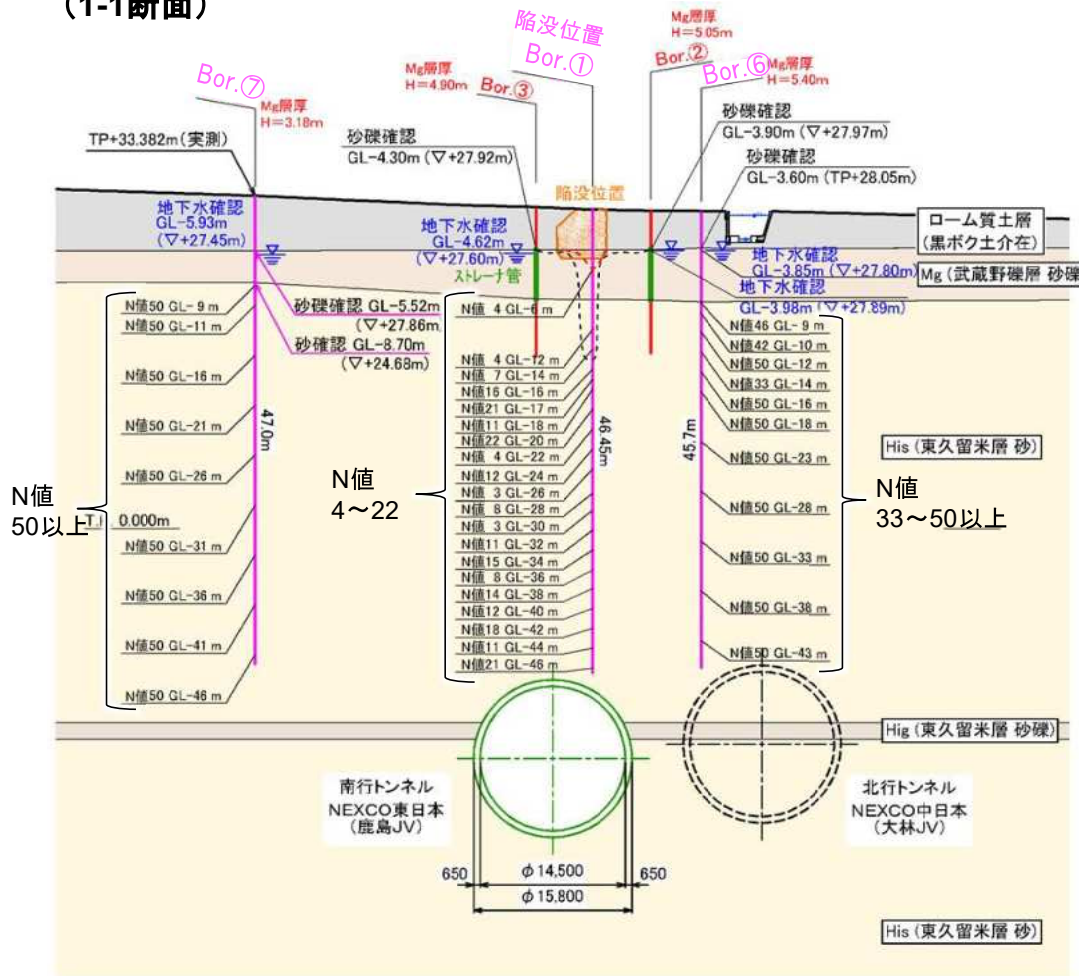 （1-1断面）
陥没位置
Bor.①
Mg層厚
H=5.05m
Bor.②
Bor.⑥
Mg層厚
H=5.40m
Mg層厚
H=4.90m
Bor.③
Bor.⑦
Mg層厚
H=3.18m
TP+33.382m(実測)
砂礫確認
GL-4.30m (▽+27.92m)
砂礫確認
GL-3.90m (▽+27.97m)
砂礫確認
GL-3.60m (TP+28.05m)
陥没位置
地下水確認
GL-5.93m
(▽+27.45m)
地下水確認
GL-4.62m
(▽+27.60m)
ストレーナ管
ローム質土層
(黒ボク土介在)
地下水確認
GL-3.85m (▽+27.80m)
Mg (武蔵野礫層 砂礫
地下水確認
GL-3.98m (▽+27.89m)
砂礫確認 GL-5.52m
(▽+27.86m
砂確認 GL-8.70m
(▽+24.68m)
N値50 GL- 9 m
N値50 GL-11 m
N値50 GL-16 m
N値50 GL-21 m
N値50 GL-26 m
N値50 GL-31 m
N値50 GL-36 m
N値50 GL-41 m
N値50 GL-46 m
N値
50以上
T.P. 0.000m
47.0m
N値 4 GL-6 m
N値 4 GL-12 m
N値 7 GL-14 m
N値16 GL-16 m
N値21 GL-17 m
N値11 GL-18 m
N値22 GL-20 m
N値 4 GL-22 m
N値12 GL-24 m
N値 3 GL-26 m
N値 8 GL-28 m
N値 3 GL-30 m
N値11 GL-32 m
N値15 GL-34 m
N値 8 GL-36 m
N値14 GL-38 m
N値12 GL-40 m
N値18 GL-42 m
N値11 GL-44 m
N値21 GL-46 m
N値
4～22
46.45m
45.7m
N値46 GL- 9 m
N値42 GL-10 m
N値50 GL-12 m
N値33 GL-14 m
N値50 GL-16 m
N値50 GL-18 m
N値50 GL-23 m
N値50 GL-28 m
N値50 GL-33 m
N値50 GL-38 m
N値50 GL-43 m
N値
33～50以上
His (東久留米層 砂)
Hig (東久留米層 砂礫)
南行トンネル
NEXCO東日本
(鹿島JV)
北行トンネル
NEXCO中日本
(大林JV)
650
φ14,500
650
φ15,800
His (東久留米層 砂)